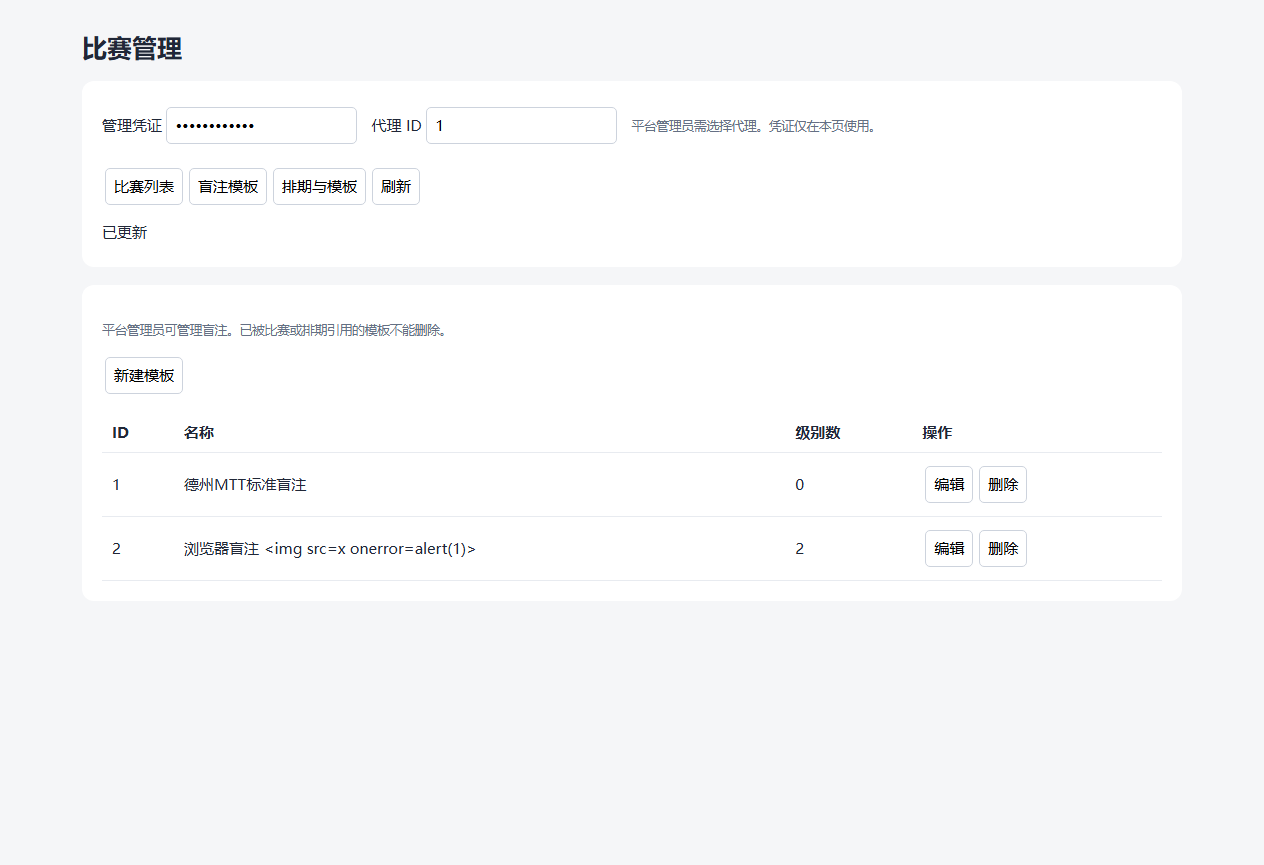 比赛管理
管理凭证 •••••••••••• 代理 ID 1 平台管理员需选择代理。凭证仅在本页使用。
比赛列表 盲注模板 排期与模板 刷新
已更新
平台管理员可管理盲注。已被比赛或排期引用的模板不能删除。
新建模板
ID 名称 级别数 操作
1 德州MTT标准盲注 0 编辑 删除
2 浏览器盲注 <img src=x onerror=alert(1)> 2 编辑 删除